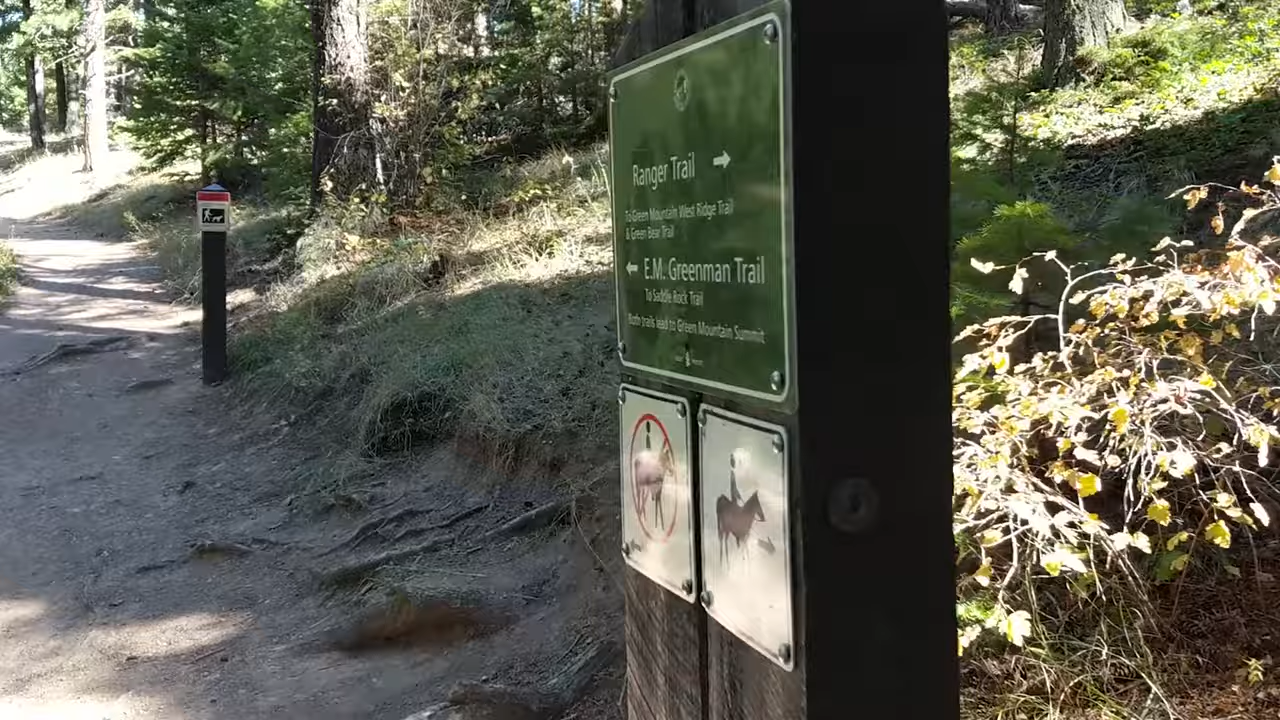 Ranger Trail
To Green Mountain West Ridge Trail
& Green Bear Trail
E.M. Greenman Trail
To Saddle Rock Trail
Both trails lead to Green Mountain Summit